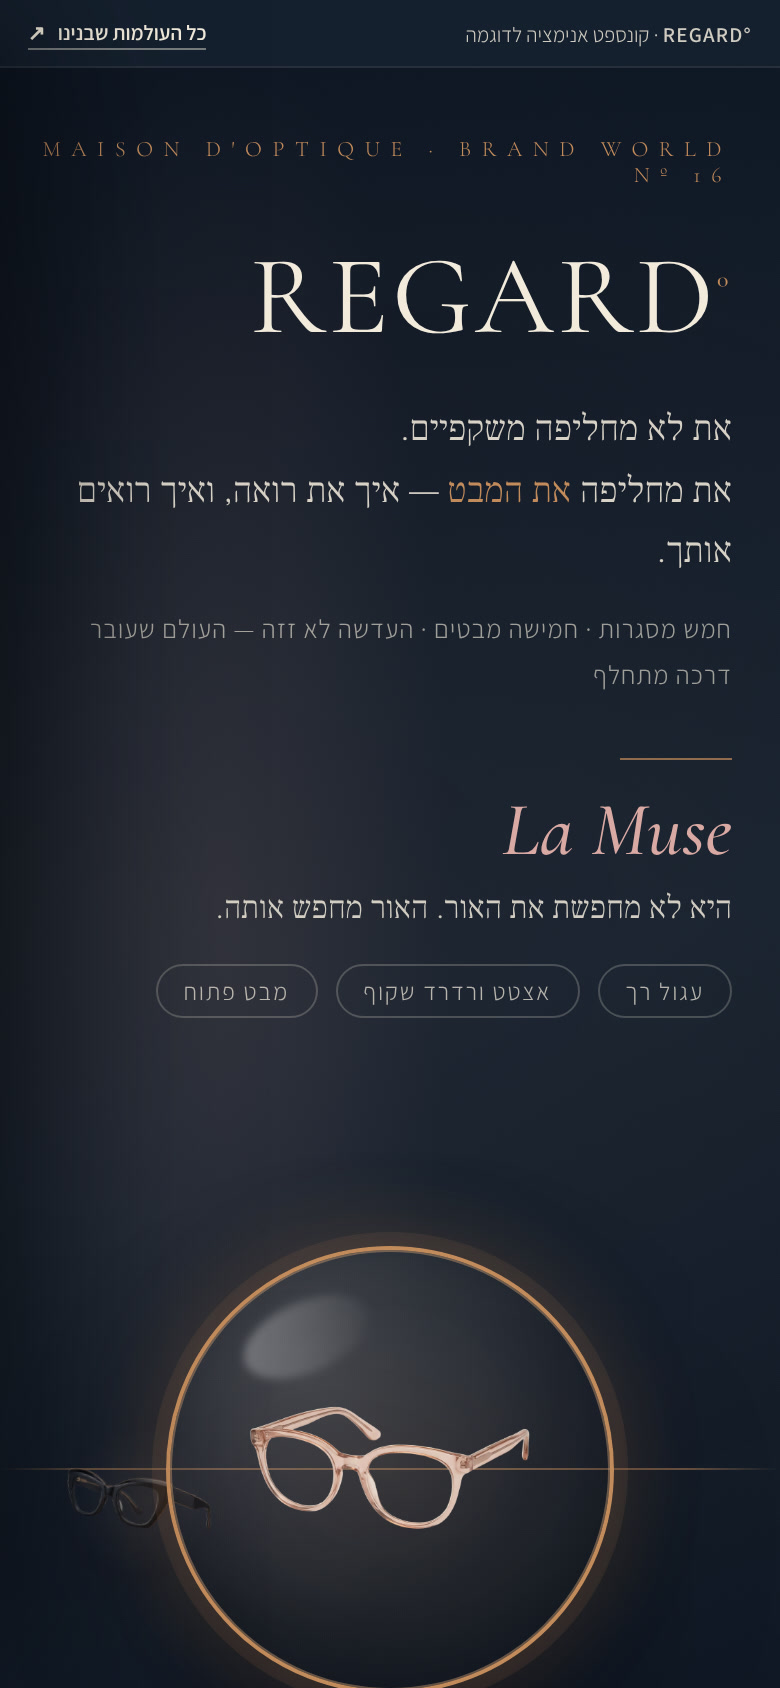 REGARD° · קונספט אנימציה לדוגמה
כל העולמות שבנינו ↗
MAISON D'OPTIQUE · BRAND WORLD
Nº 16
REGARD°
את לא מחליפה משקפיים.
את מחליפה את המבט — איך את רואה, ואיך רואים
אותך.
חמש מסגרות · חמישה מבטים · העדשה לא זזה — העולם שעובר
דרכה מתחלף
La Muse
היא לא מחפשת את האור. האור מחפש אותה.
עגול רך
אצטט ורדרד שקוף
מבט פתוח